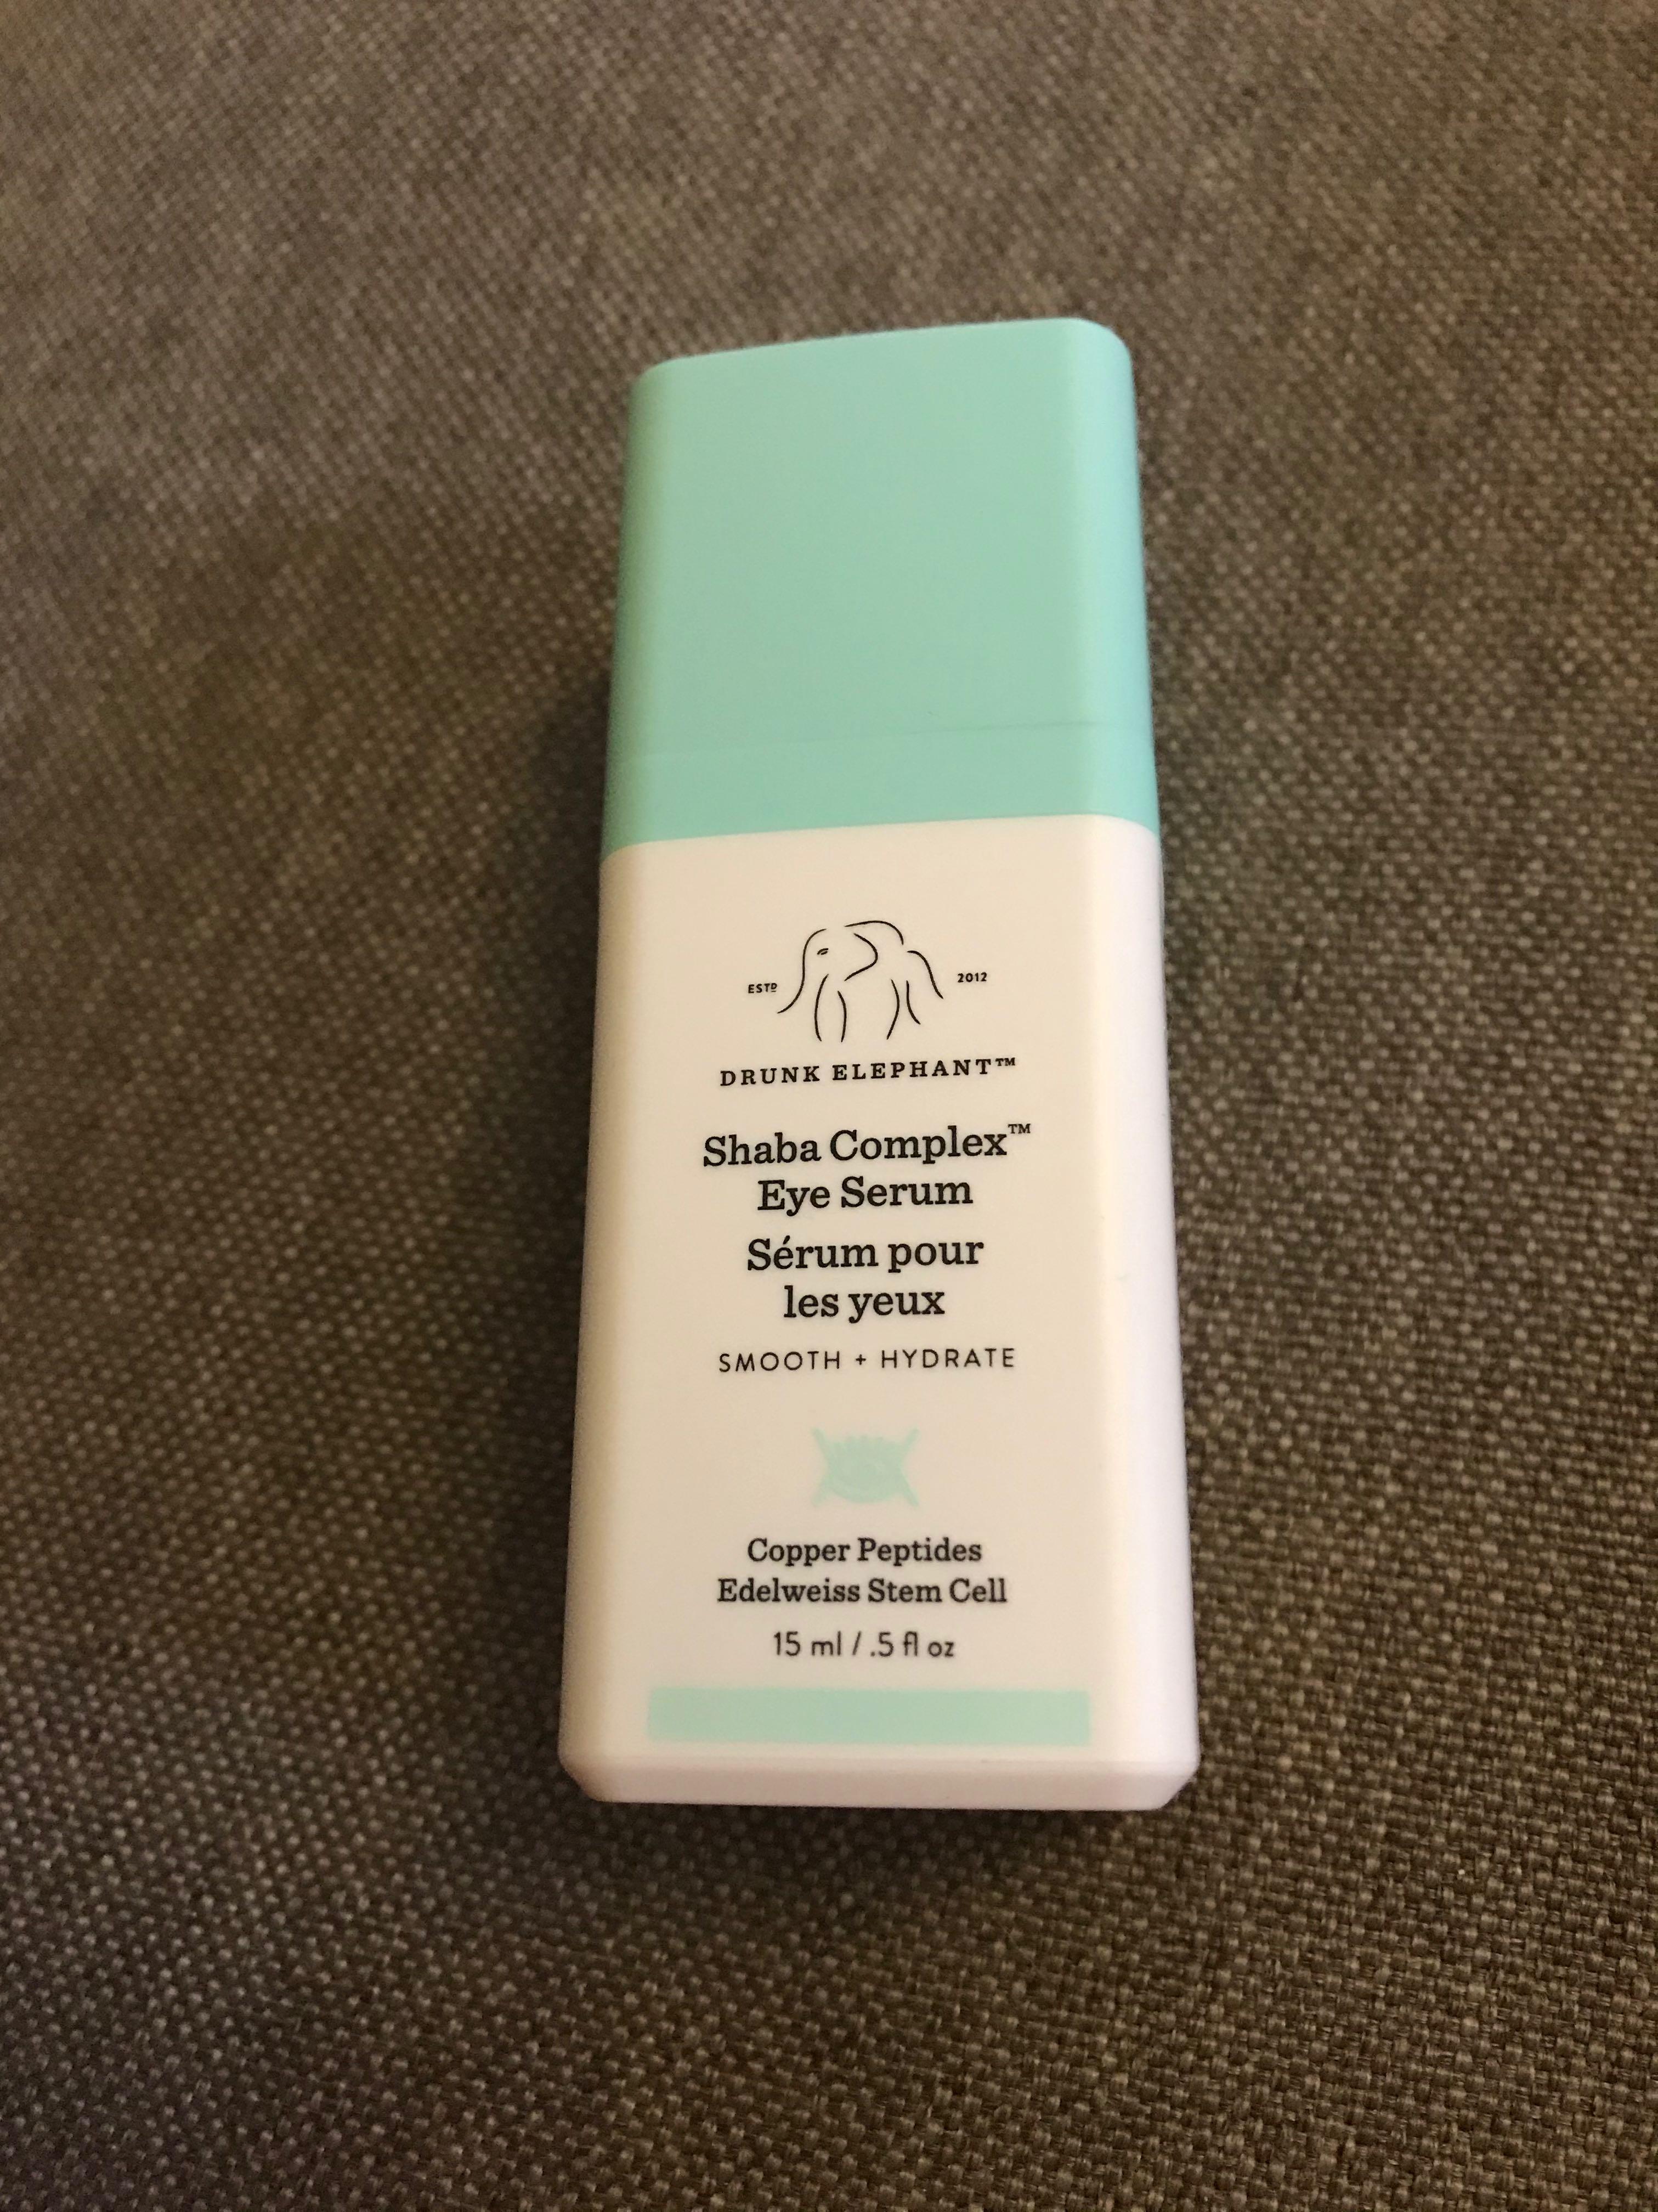 ESTD 2012
DRUNK ELEPHANT™
Shaba Complex™
Eye Serum
Sérum pour
les yeux
SMOOTH + HYDRATE
Copper Peptides
Edelweiss Stem Cell
15 ml / .5 fl oz